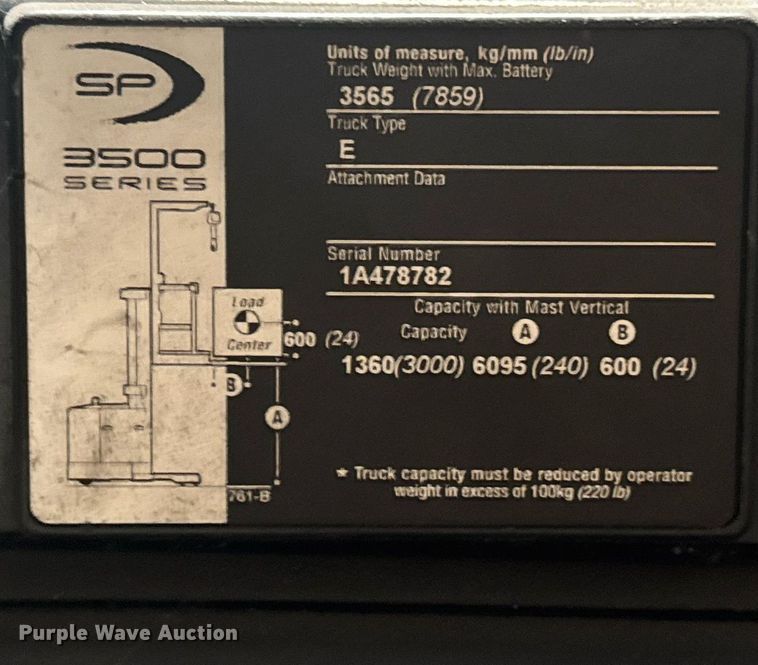 SP
3500
SERIES
Units of measure, kg/mm (lb/in)
Truck Weight with Max. Battery
3565 (7859)
Truck Type
E
Attachment Data
Serial Number
1A478782
Capacity with Mast Vertical
Capacity A B
1360(3000) 6095(240) 600 (24)
Load
Center
600 (24)
B
A
761-B
* Truck capacity must be reduced by operator
weight in excess of 100kg (220 lb)
Purple Wave Auction